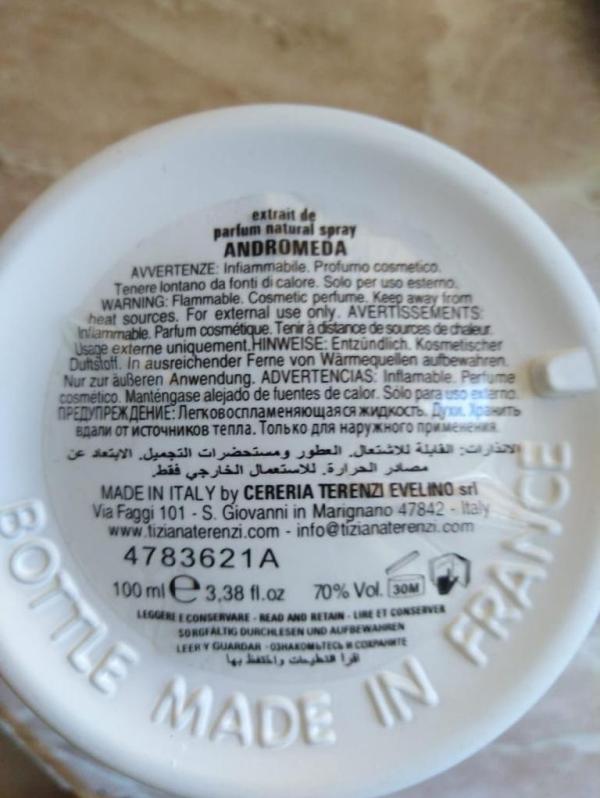 extrait de
parfum natural spray
ANDROMEDA
AVVERTENZE: Infiammabile. Profumo cosmetico.
Tenere lontano da fonti di calore. Solo per uso esterno.
WARNING: Flammable. Cosmetic perfume. Keep away from
heat sources. For external use only. AVERTISSEMENTS:
Inflammable. Parfum cosmétique. Tenir à distance de sources de chaleur.
Usage externe uniquement.HINWEISE: Entzündlich. Kosmetischer
Duftstoff. In ausreichender Ferne von Wärmequellen aufbewahren.
Nur zur äußeren Anwendung. ADVERTENCIAS: Inflamable. Perfume
cosmético. Manténgase alejado de fuentes de calor. Sólo para uso externo.
ПРЕДУПРЕЖДЕНИЕ: Легковоспламеняющаяся жидкость. Духи. Хранить
вдали от источников тепла. Только для наружного применения.
الانذارات: القابلة للاشتعال. العطور ومستحضرات التجميل. الابتعاد عن
مصادر الحرارة. للاستعمال الخارجي فقط.
MADE IN ITALY by CERERIA TERENZI EVELINO srl
Via Faggi 101 - S. Giovanni in Marignano 47842 - Italy
www.tizianaterenzi.com - info@tizianaterenzi.com
4783621A
100 ml e 3,38 fl.oz 70% Vol. 30M
LEGGERE E CONSERVARE - READ AND RETAIN - LIRE ET CONSERVER
SORGFÄLTIG DURCHLESEN UND AUFBEWAHREN
LEER Y GUARDAR - ОЗНАКОМЬТЕСЬ И СОХРАНИТЕ
اقرأ التعليمات واحتفظ بها
BOTTLE MADE IN FRANCE